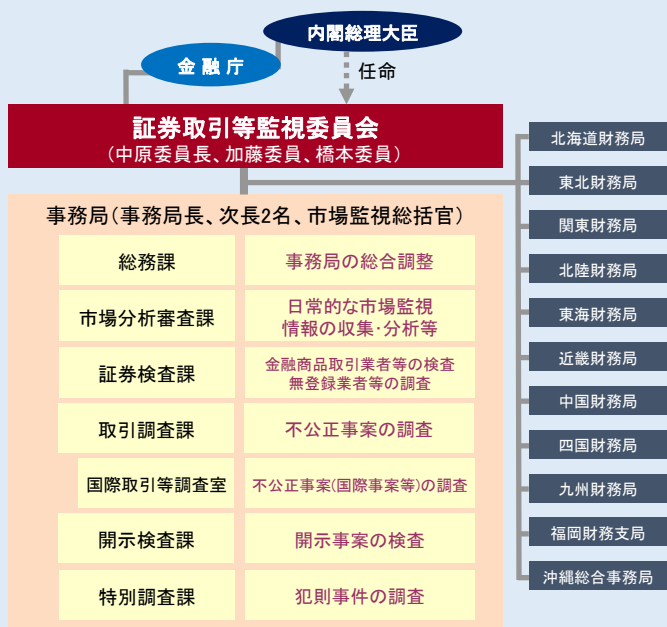 内閣総理大臣
金融庁
任命
証券取引等監視委員会
(中原委員長、加藤委員、橋本委員)
事務局(事務局長、次長2名、市場監視総括官)
総務課
事務局の総合調整
市場分析審査課
日常的な市場監視
情報の収集・分析等
証券検査課
金融商品取引業者等の検査
無登録業者等の調査
取引調査課
不公正事案の調査
国際取引等調査室
不公正事案(国際事案等)の調査
開示検査課
開示事案の検査
特別調査課
犯則事件の調査
北海道財務局
東北財務局
関東財務局
北陸財務局
東海財務局
近畿財務局
中国財務局
四国財務局
九州財務局
福岡財務支局
沖縄総合事務局